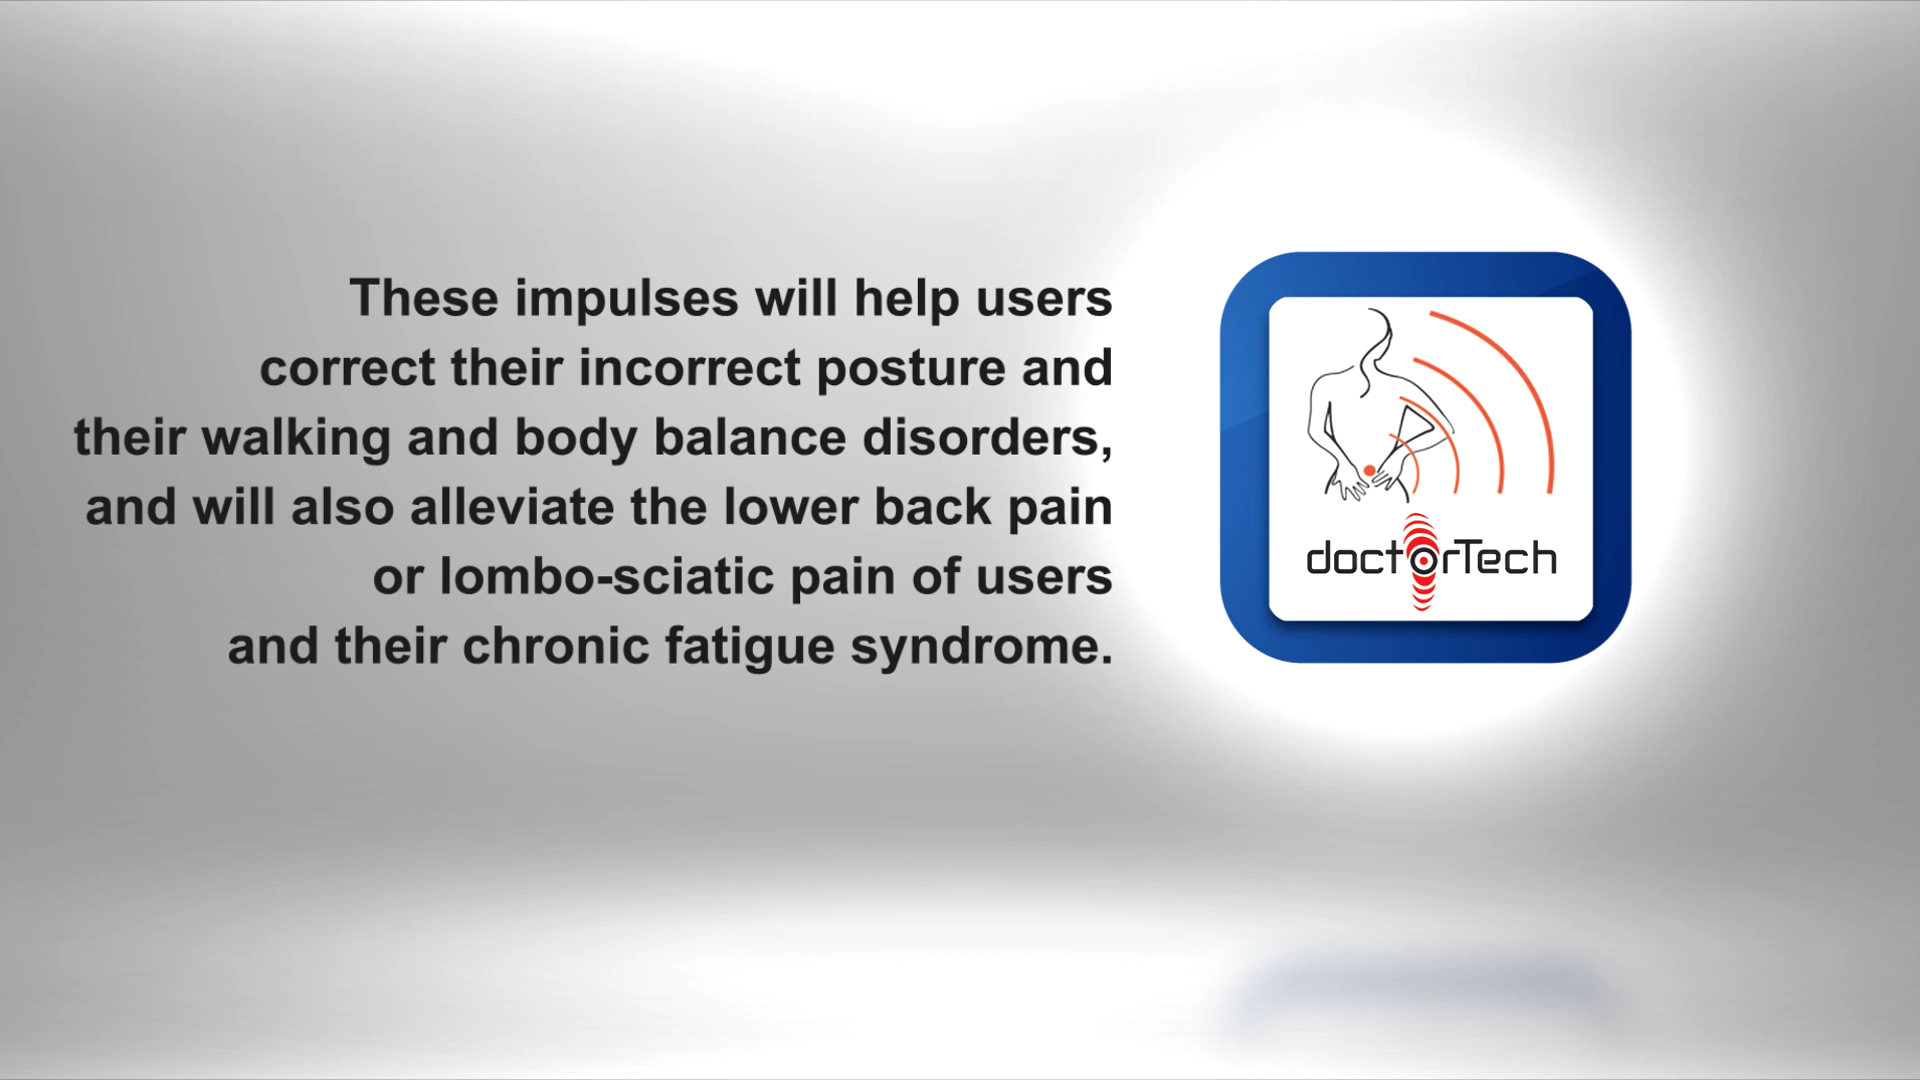 These impulses will help users
correct their incorrect posture and
their walking and body balance disorders,
and will also alleviate the lower back pain
or lombo-sciatic pain of users
and their chronic fatigue syndrome.
doctorTech